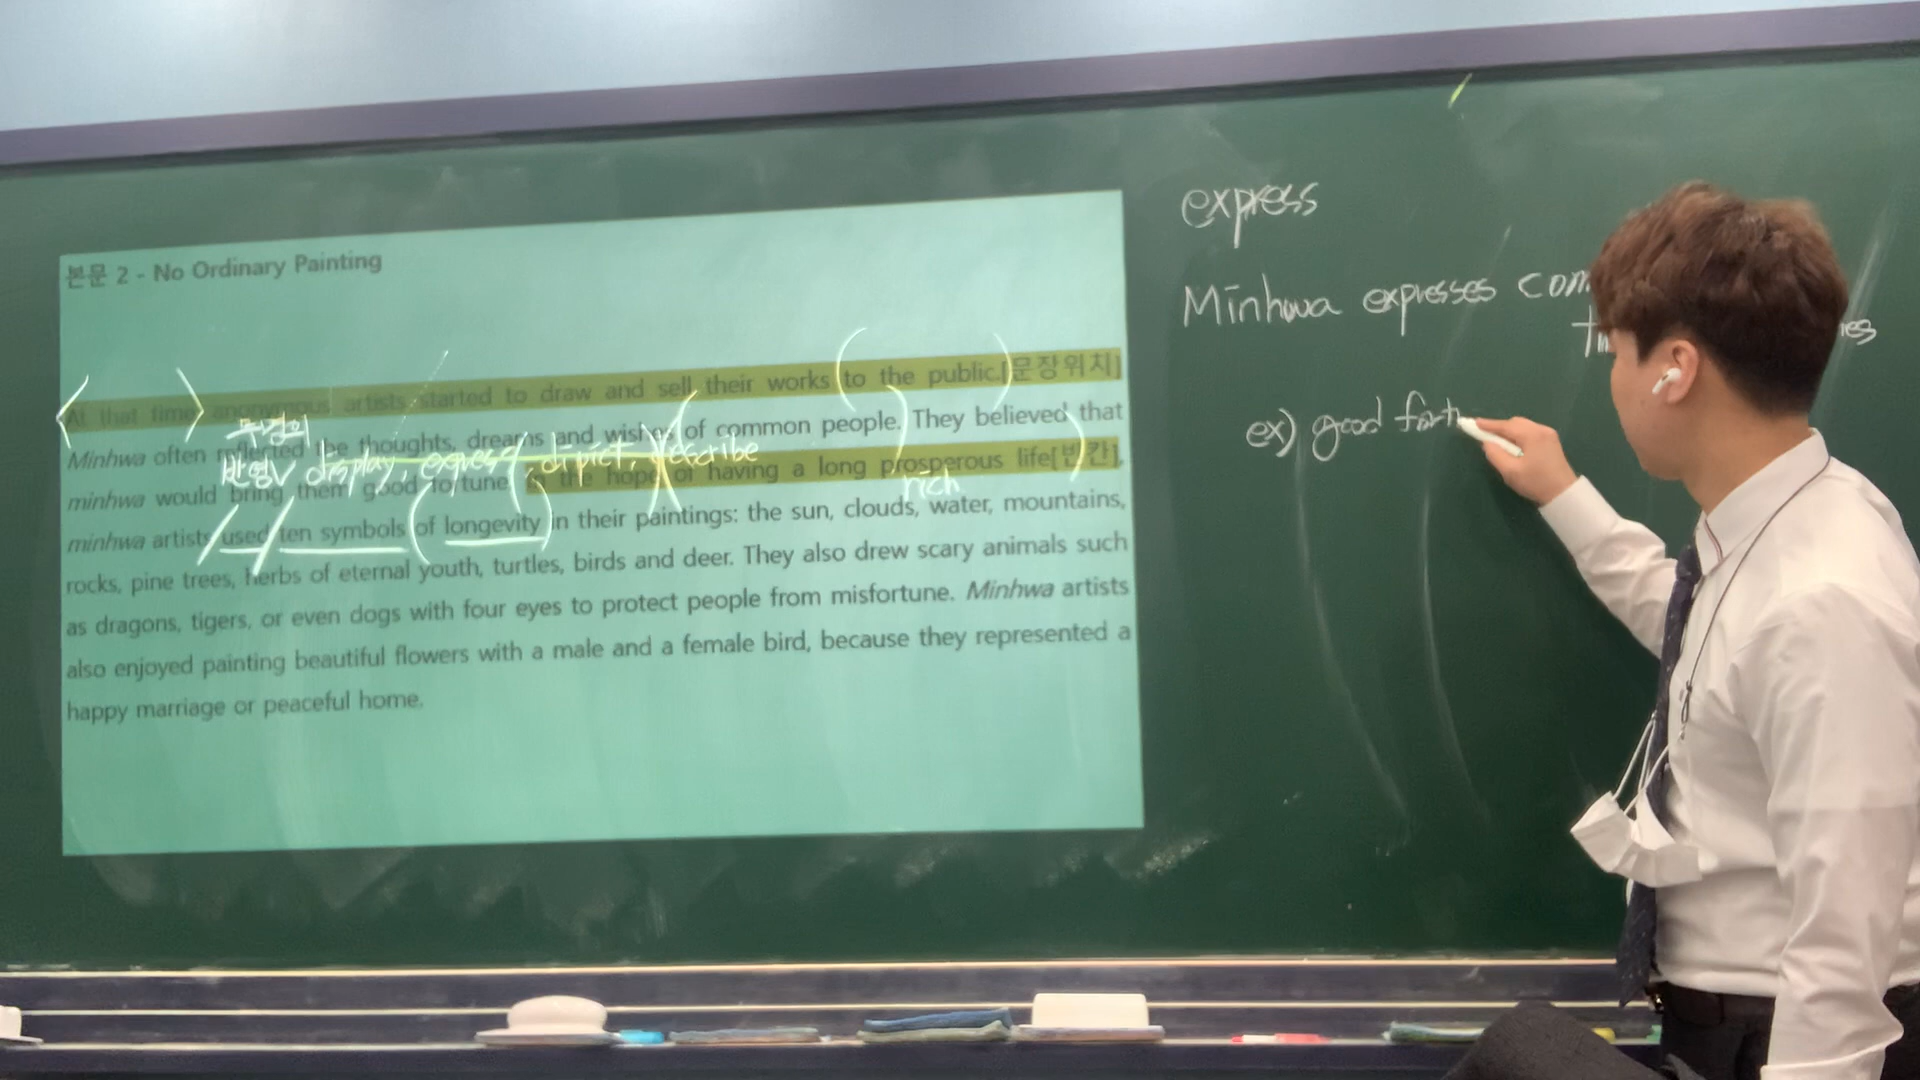 본문 2 - No Ordinary Painting
At that time, anonymous artists started to draw and sell their works to the public.[문장위치]
Minhwa often reflected the thoughts, dreams and wishes of common people. They believed that
반영 display, express, dipict, describe
minhwa would bring them good fortune. In the hope of having a long prosperous life[빈칸],
rich
minhwa artists used ten symbols of longevity in their paintings: the sun, clouds, water, mountains,
rocks, pine trees, herbs of eternal youth, turtles, birds and deer. They also drew scary animals such
as dragons, tigers, or even dogs with four eyes to protect people from misfortune. Minhwa artists
also enjoyed painting beautiful flowers with a male and a female bird, because they represented a
happy marriage or peaceful home.
express
Minhwa expresses com
ies
ex) good fort